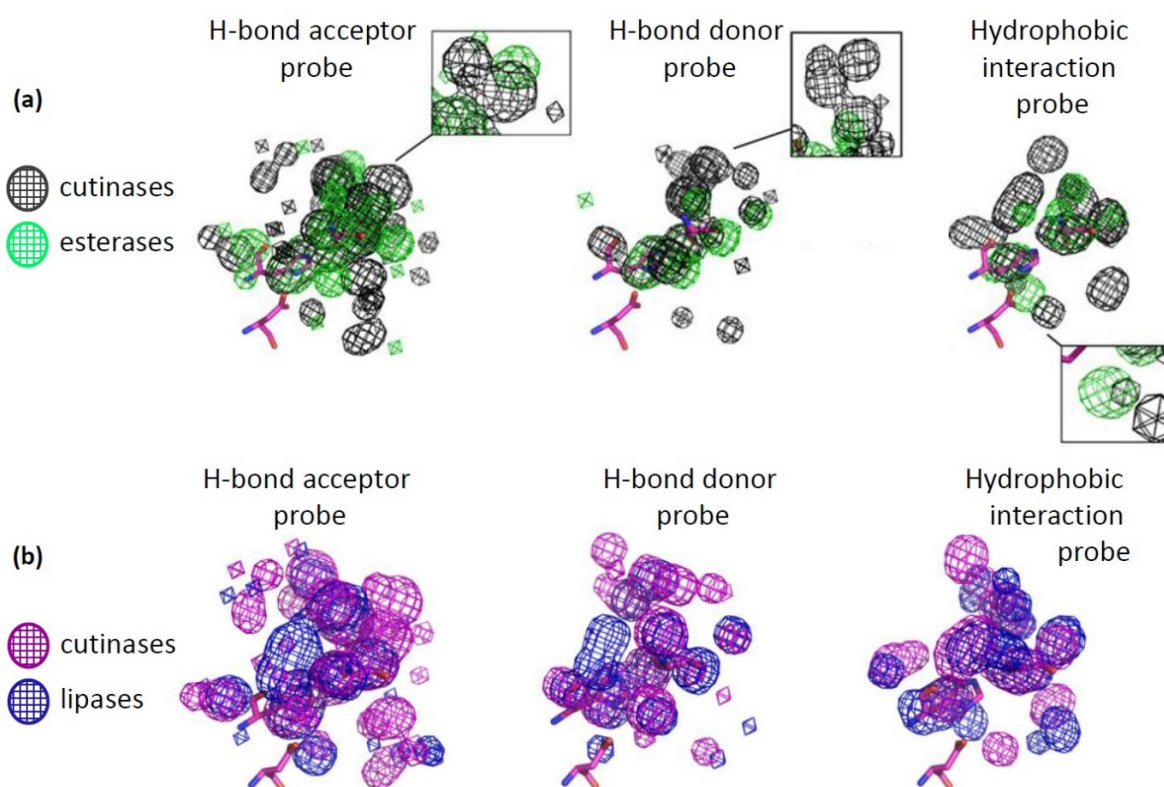 H-bond acceptor
probe
H-bond donor
probe
Hydrophobic
interaction
probe
(a)
cutinases
esterases
H-bond acceptor
probe
H-bond donor
probe
Hydrophobic
interaction
probe
(b)
cutinases
lipases